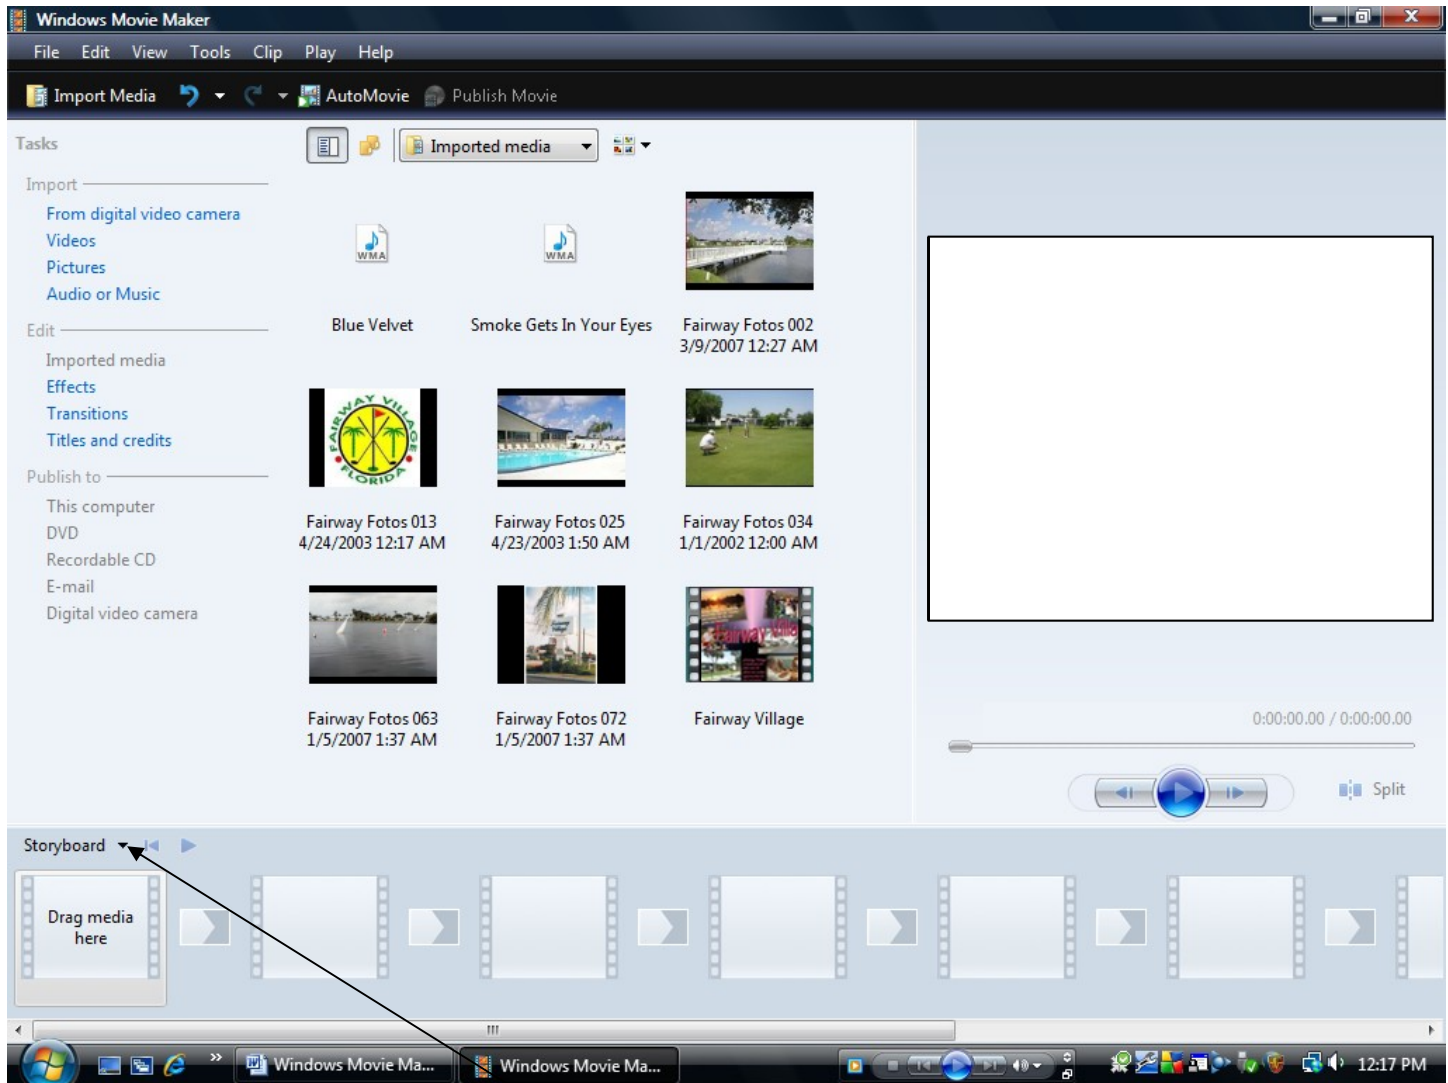 Windows Movie Maker
File Edit View Tools Clip Play Help
Import Media AutoMovie Publish Movie
Tasks
Imported media
Import
From digital video camera
Videos
Pictures
Audio or Music
Edit
Imported media
Effects
Transitions
Titles and credits
Publish to
This computer
DVD
Recordable CD
E-mail
Digital video camera
WMA
WMA
Blue Velvet
Smoke Gets In Your Eyes
Fairway Fotos 002
3/9/2007 12:27 AM
FAIRWAY VILLAGE
FLORIDA
Fairway Fotos 013
4/24/2003 12:17 AM
Fairway Fotos 025
4/23/2003 1:50 AM
Fairway Fotos 034
1/1/2002 12:00 AM
Fairway Fotos 063
1/5/2007 1:37 AM
Fairway Fotos 072
1/5/2007 1:37 AM
Fairway Village
0:00:00.00 / 0:00:00.00
Split
Storyboard
Drag media
here
Windows Movie Ma...
Windows Movie Ma...
12:17 PM